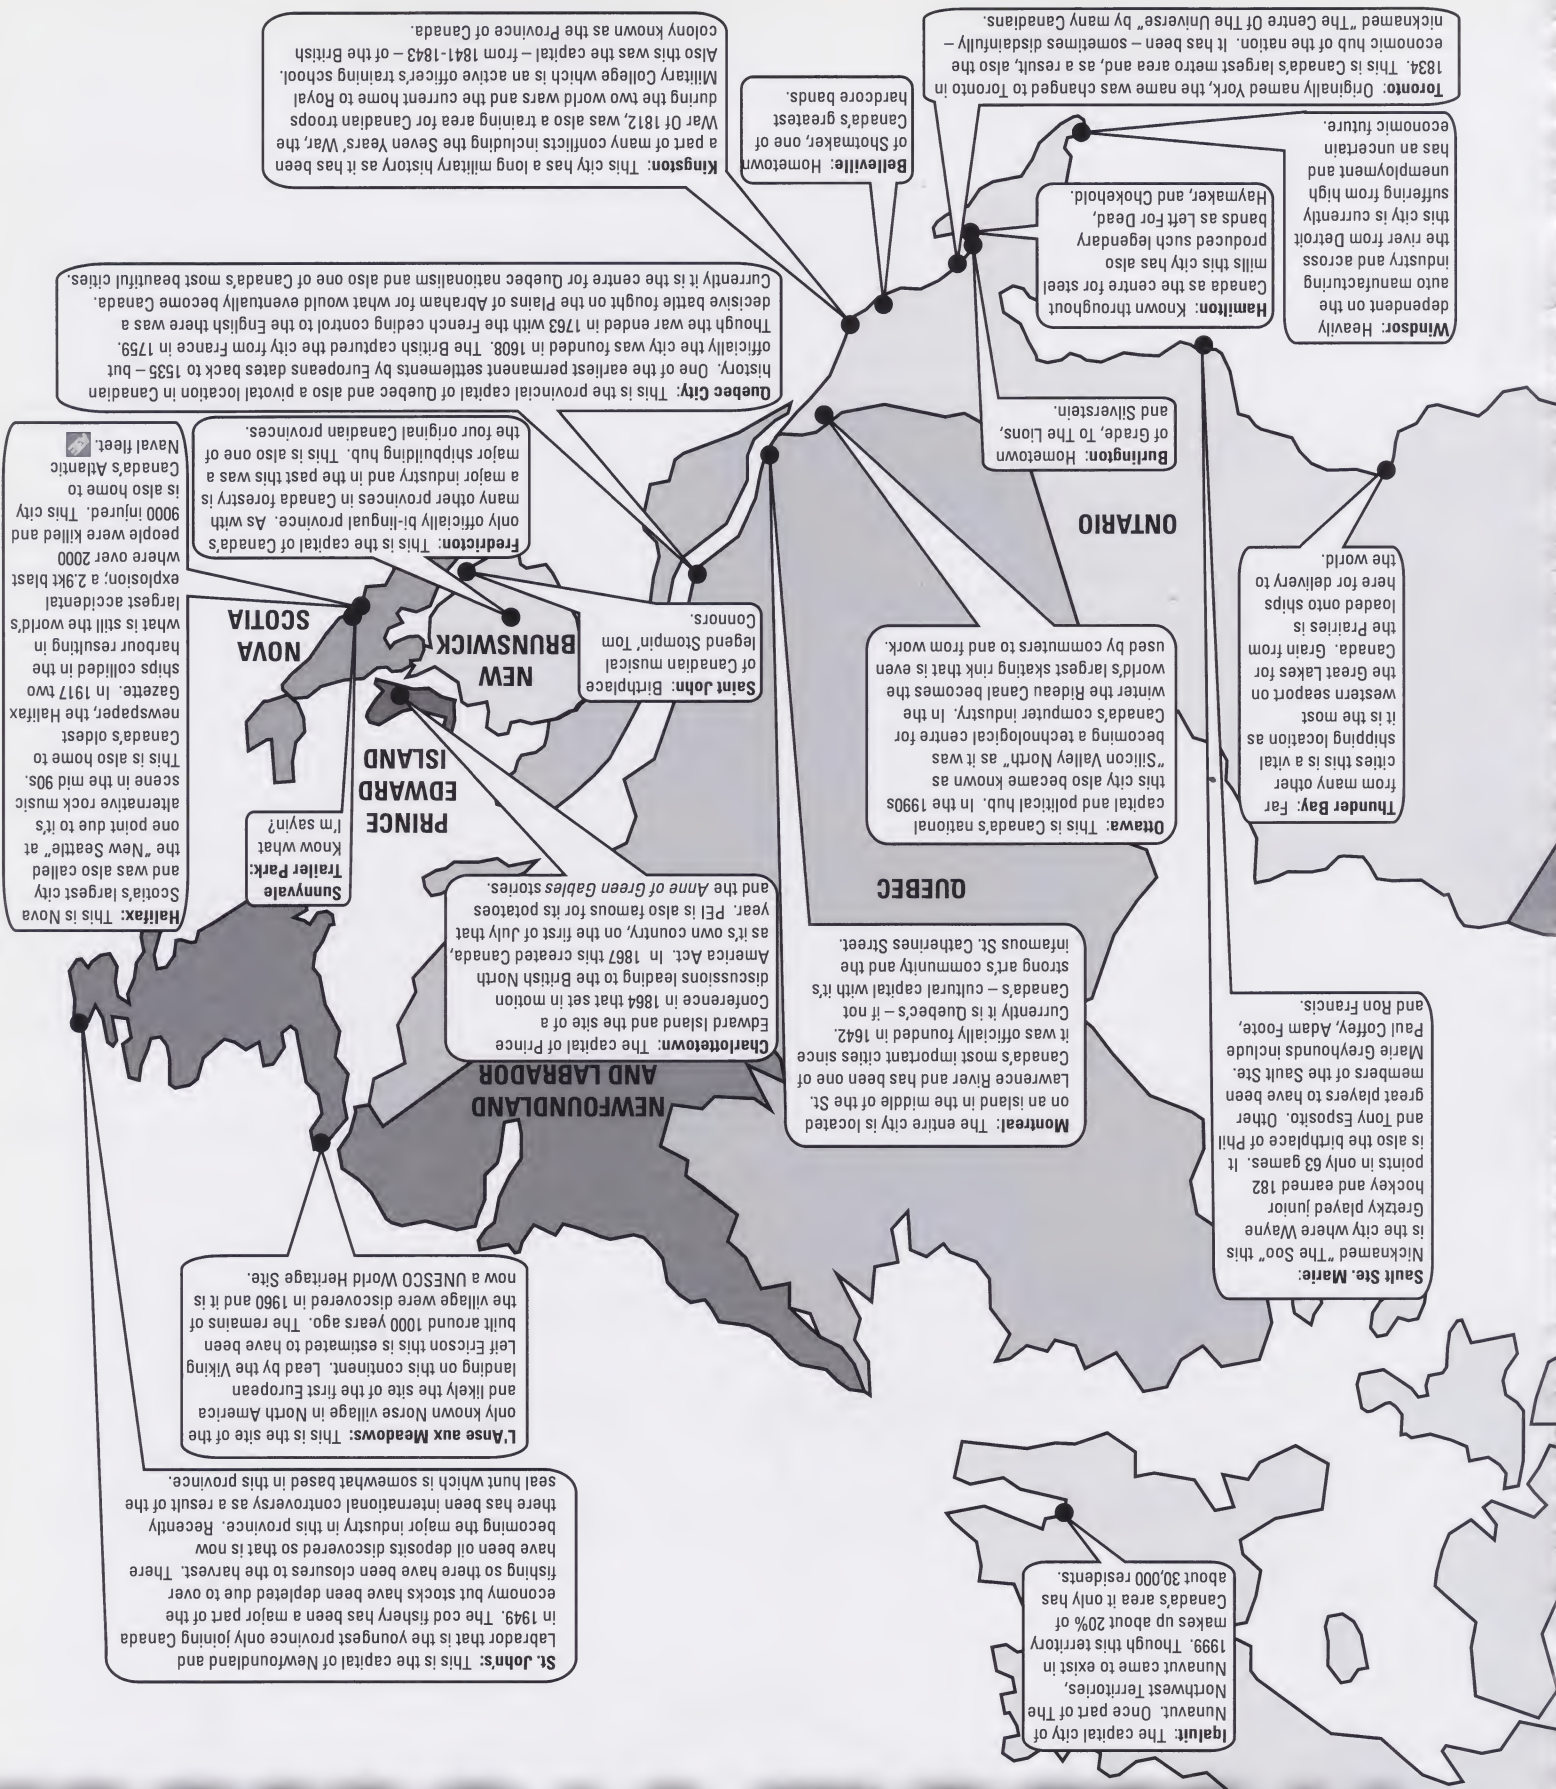 Iqaluit: The capital city of
Nunavut. Once part of The
Northwest Territories,
Nunavut came to exist in
1999. Though this territory
makes up about 20% of
Canada's area it only has
about 30,000 residents.
St. John's: This is the capital of Newfoundland and
Labrador that is the youngest province only joining Canada
in 1949. The cod fishery has been a major part of the
economy but stocks have been depleted due to over
fishing so there have been closures to the harvest. There
have been oil deposits discovered so that is now
becoming the major industry in this province. Recently
there has been international controversy as a result of the
seal hunt which is somewhat based in this province.
L'Anse aux Meadows: This is the site of the
only known Norse village in North America
and likely the site of the first European
landing on this continent. Lead by the Viking
Leif Ericson this is estimated to have been
built around 1000 years ago. The remains of
the village were discovered in 1960 and it is
now a UNESCO World Heritage Site.
Sault Ste. Marie:
Nicknamed "The Soo" this
is the city where Wayne
Gretzky played junior
hockey and earned 182
points in only 63 games. It
is also the birthplace of Phil
and Tony Esposito. Other
great players to have been
members of the Sault Ste.
Marie Greyhounds include
Paul Coffey, Adam Foote,
and Ron Francis.
Montreal: The entire city is located
on an island in the middle of the St.
Lawrence River and has been one of
Canada's most important cities since
it was officially founded in 1642.
Currently it is Quebec's – if not
Canada's – cultural capital with it's
strong art's community and the
infamous St. Catherines Street.
NEWFOUNDLAND
AND LABRADOR
Charlottetown: The capital of Prince
Edward Island and the site of a
Conference in 1864 that set in motion
discussions leading to the British North
America Act. In 1867 this created Canada,
as it's own country, on the first of July that
year. PEI is also famous for its potatoes
and the Anne of Green Gables stories.
QUEBEC
Sunnyvale
Trailer Park:
Know what
I'm sayin?
Halifax: This is Nova
Scotia's largest city
and was also called
the "New Seattle" at
one point due to it's
alternative rock music
scene in the mid 90s.
This is also home to
Canada's oldest
newspaper, the Halifax
Gazette. In 1917 two
ships collided in the
harbour resulting in
what is still the world's
largest accidental
explosion; a 2.9kt blast
where over 2000
people were killed and
9000 injured. This city
is also home to
Canada's Atlantic
Naval fleet.
Thunder Bay: Far
from many other
cities this is a vital
shipping location as
it is the most
western seaport on
the Great Lakes for
Canada. Grain from
the Prairies is
loaded onto ships
here for delivery to
the world.
Ottawa: This is Canada's national
capital and political hub. In the 1990s
this city also became known as
"Silicon Valley North" as it was
becoming a technological centre for
Canada's computer industry. In the
winter the Rideau Canal becomes the
world's largest skating rink that is even
used by commuters to and from work.
PRINCE
EDWARD
ISLAND
Saint John: Birthplace
of Canadian musical
legend Stompin' Tom
Connors.
NEW
BRUNSWICK
NOVA
SCOTIA
ONTARIO
Fredricton: This is the capital of Canada's
only officially bi-lingual province. As with
many other provinces in Canada forestry is
a major industry and in the past this was a
major shipbuilding hub. This is also one of
the four original Canadian provinces.
Burlington: Hometown
of Grade, To The Lions,
and Silverstein.
Quebec City: This is the provincial capital of Quebec and also a pivotal location in Canadian
history. One of the earliest permanent settlements by Europeans dates back to 1535 – but
officially the city was founded in 1608. The British captured the city from France in 1759.
Though the war ended in 1763 with the French ceding control to the English there was a
decisive battle fought on the Plains of Abraham for what would eventually become Canada.
Currently it is the centre for Quebec nationalism and also one of Canada's most beautiful cities.
Windsor: Heavily
dependent on the
auto manufacturing
industry and across
the river from Detroit
this city is currently
suffering from high
unemployment and
has an uncertain
economic future.
Hamilton: Known throughout
Canada as the centre for steel
mills this city has also
produced such legendary
bands as Left For Dead,
Haymaker, and Chokehold.
Belleville: Hometown
of Shotmaker, one of
Canada's greatest
hardcore bands.
Kingston: This city has a long military history as it has been
a part of many conflicts including the Seven Years' War, the
War Of 1812, was also a training area for Canadian troops
during the two world wars and the current home to Royal
Military College which is an active officer's training school.
Also this was the capital – from 1841-1843 – of the British
colony known as the Province of Canada.
Toronto: Originally named York, the name was changed to Toronto in
1834. This is Canada's largest metro area and, as a result, also the
economic hub of the nation. It has been – sometimes disdainfully –
nicknamed "The Centre Of The Universe" by many Canadians.